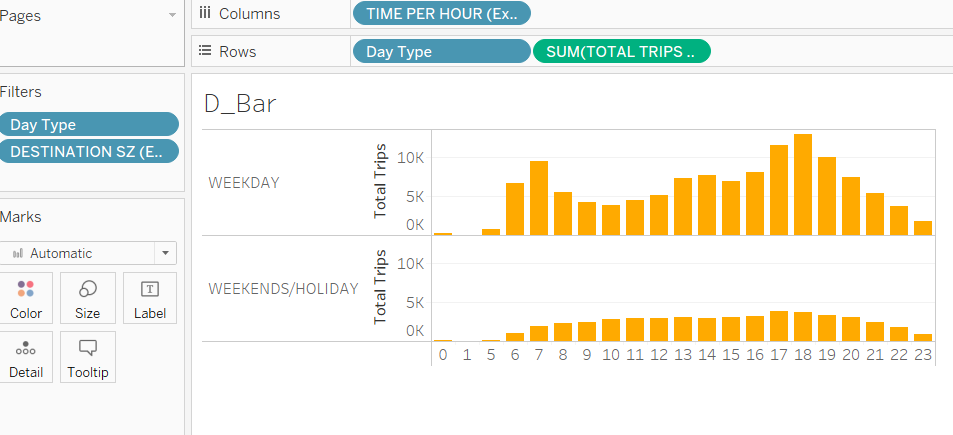 Pages
Columns
TIME PER HOUR (Ex..
Rows
Day Type
SUM(TOTAL TRIPS ..
Filters
Day Type
DESTINATION SZ (E..
Marks
Automatic
Color
Size
T
Label
Detail
Tooltip
D_Bar
WEEKDAY
Total Trips
10K
5K
0K
WEEKENDS/HOLIDAY
Total Trips
10K
5K
0K
0 1 5 6 7 8 9 10 11 12 13 14 15 16 17 18 19 20 21 22 23